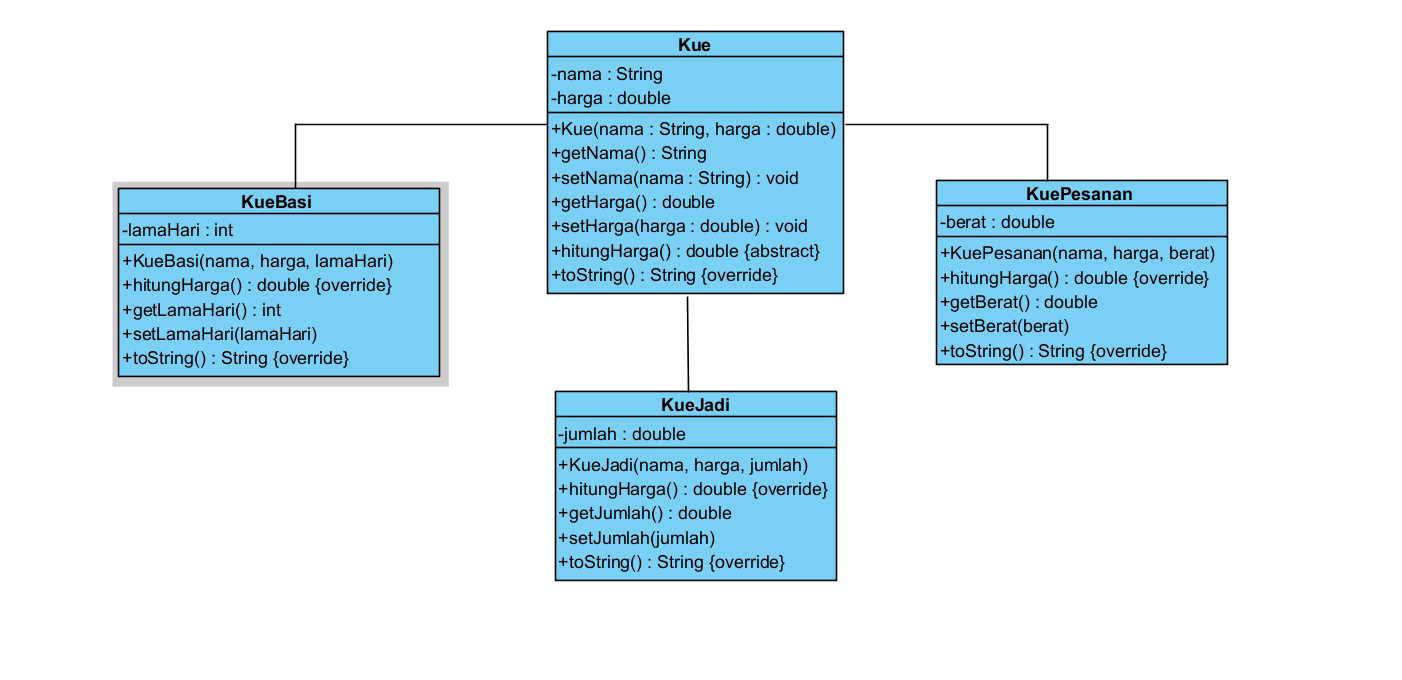 Kue
-nama : String
-harga : double
+Kue(nama : String, harga : double)
+getNama() : String
+setNama(nama : String) : void
+getHarga() : double
+setHarga(harga : double) : void
+hitungHarga() : double {abstract}
+toString() : String {override}
KueBasi
-lamaHari : int
+KueBasi(nama, harga, lamaHari)
+hitungHarga() : double {override}
+getLamaHari() : int
+setLamaHari(lamaHari)
+toString() : String {override}
KuePesanan
-berat : double
+KuePesanan(nama, harga, berat)
+hitungHarga() : double {override}
+getBerat() : double
+setBerat(berat)
+toString() : String {override}
KueJadi
-jumlah : double
+KueJadi(nama, harga, jumlah)
+hitungHarga() : double {override}
+getJumlah() : double
+setJumlah(jumlah)
+toString() : String {override}